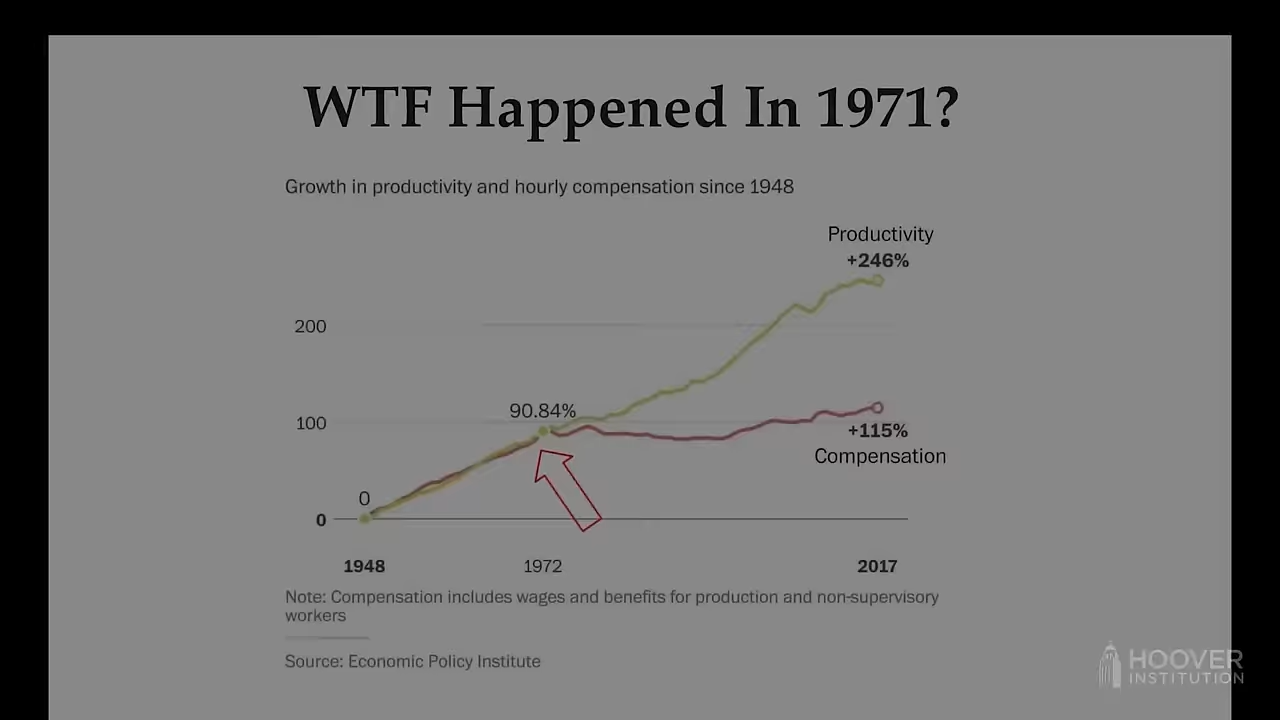 WTF Happened In 1971?
Growth in productivity and hourly compensation since 1948
Productivity
+246%
200
90.84%
100
+115%
Compensation
0
0
1948
1972
2017
Note: Compensation includes wages and benefits for production and non-supervisory
workers
Source: Economic Policy Institute
HOOVER
INSTITUTION